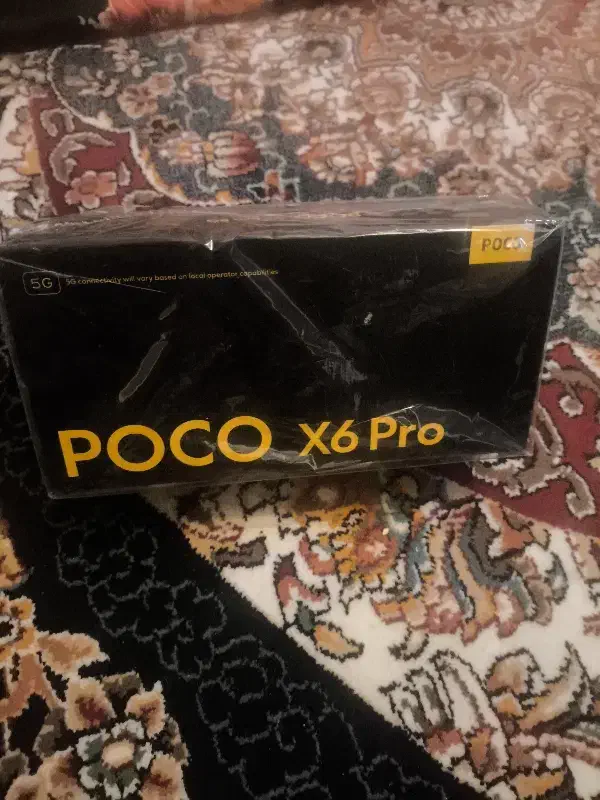 POCO
5G 5G connectivity will vary based on local operator capabilities
POCO X6 Pro